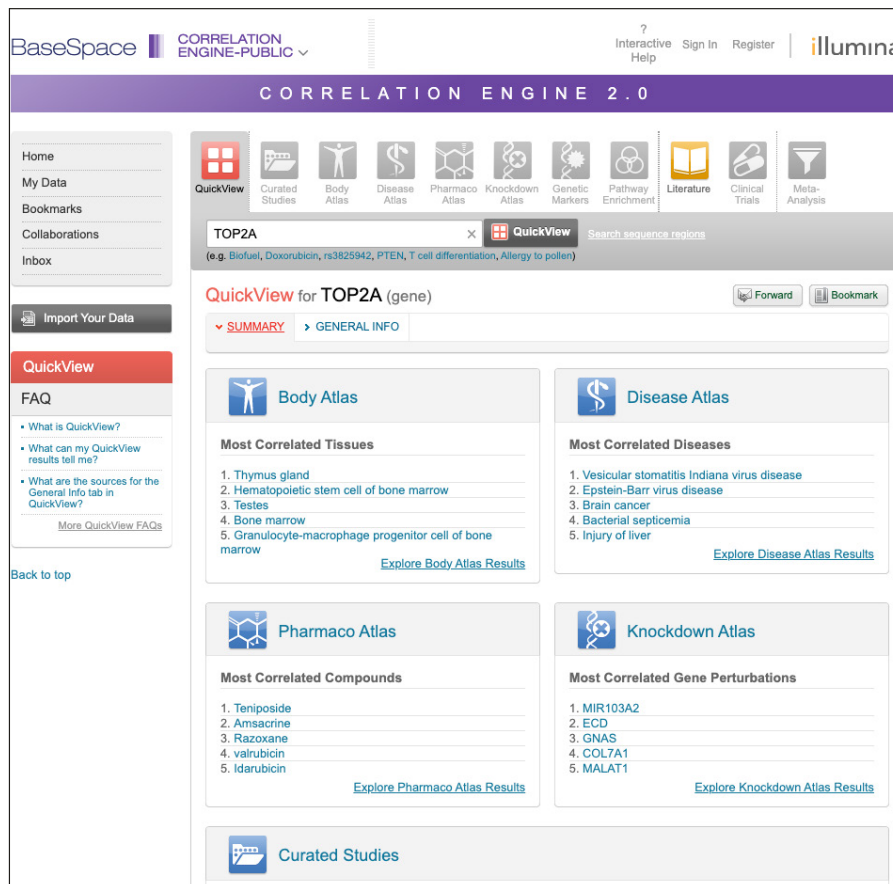 BaseSpace
CORRELATION
ENGINE-PUBLIC
?
Interactive
Help
Sign In
Register
CORRELATION ENGINE 2.0
Home
My Data
Bookmarks
Collaborations
Inbox
Import Your Data
QuickView
FAQ
What is QuickView?
What can my QuickView
results tell me?
What are the sources for the
General Info tab in
QuickView?
More QuickView FAQs
Back to top
QuickView
Curated
Studies
Body
Atlas
Disease
Atlas
Pharmaco
Atlas
Knockdown
Atlas
Genetic
Markers
Pathway
Enrichment
Literature
Clinical
Trials
Meta-
Analysis
TOP2A
QuickView
Search sequence regions
(e.g. Biofuel, Doxorubicin, rs3825942, PTEN, T cell differentiation, Allergy to pollen)
QuickView for TOP2A (gene)
Forward
Bookmark
SUMMARY
GENERAL INFO
Body Atlas
Most Correlated Tissues
1. Thymus gland
2. Hematopoietic stem cell of bone marrow
3. Testes
4. Bone marrow
5. Granulocyte-macrophage progenitor cell of bone
marrow
Explore Body Atlas Results
Disease Atlas
Most Correlated Diseases
1. Vesicular stomatitis Indiana virus disease
2. Epstein-Barr virus disease
3. Brain cancer
4. Bacterial septicemia
5. Injury of liver
Explore Disease Atlas Results
Pharmaco Atlas
Most Correlated Compounds
1. Teniposide
2. Amsacrine
3. Razoxane
4. valrubicin
5. Idarubicin
Explore Pharmaco Atlas Results
Knockdown Atlas
Most Correlated Gene Perturbations
1. MIR103A2
2. ECD
3. GNAS
4. COL7A1
5. MALAT1
Explore Knockdown Atlas Results
Curated Studies